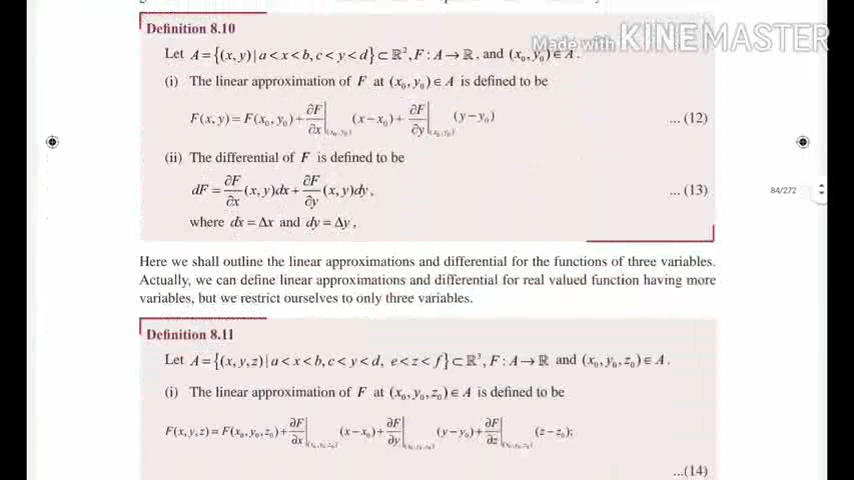 Definition 8.10
Made with KINEMASTER
Let A = {(x, y) | a < x < b, c < y < d} ⊂ ℝ², F : A → ℝ, and (x₀, y₀) ∈ A.
(i) The linear approximation of F at (x₀, y₀) ∈ A is defined to be
F(x, y) = F(x₀, y₀) + ∂F/∂x|(x₀, y₀) (x − x₀) + ∂F/∂y|(x₀, y₀) (y − y₀) ... (12)
(ii) The differential of F is defined to be
84/272
dF = ∂F/∂x (x, y)dx + ∂F/∂y (x, y)dy, ... (13)
where dx = Δx and dy = Δy,
Here we shall outline the linear approximations and differential for the functions of three variables.
Actually, we can define linear approximations and differential for real valued function having more
variables, but we restrict ourselves to only three variables.
Definition 8.11
Let A = {(x, y, z) | a < x < b, c < y < d, e < z < f} ⊂ ℝ³, F : A → ℝ and (x₀, y₀, z₀) ∈ A.
(i) The linear approximation of F at (x₀, y₀, z₀) ∈ A is defined to be
F(x, y, z) = F(x₀, y₀, z₀) + ∂F/∂x|(x₀, y₀, z₀) (x − x₀) + ∂F/∂y|(x₀, y₀, z₀) (y − y₀) + ∂F/∂z|(x₀, y₀, z₀) (z − z₀);
...(14)